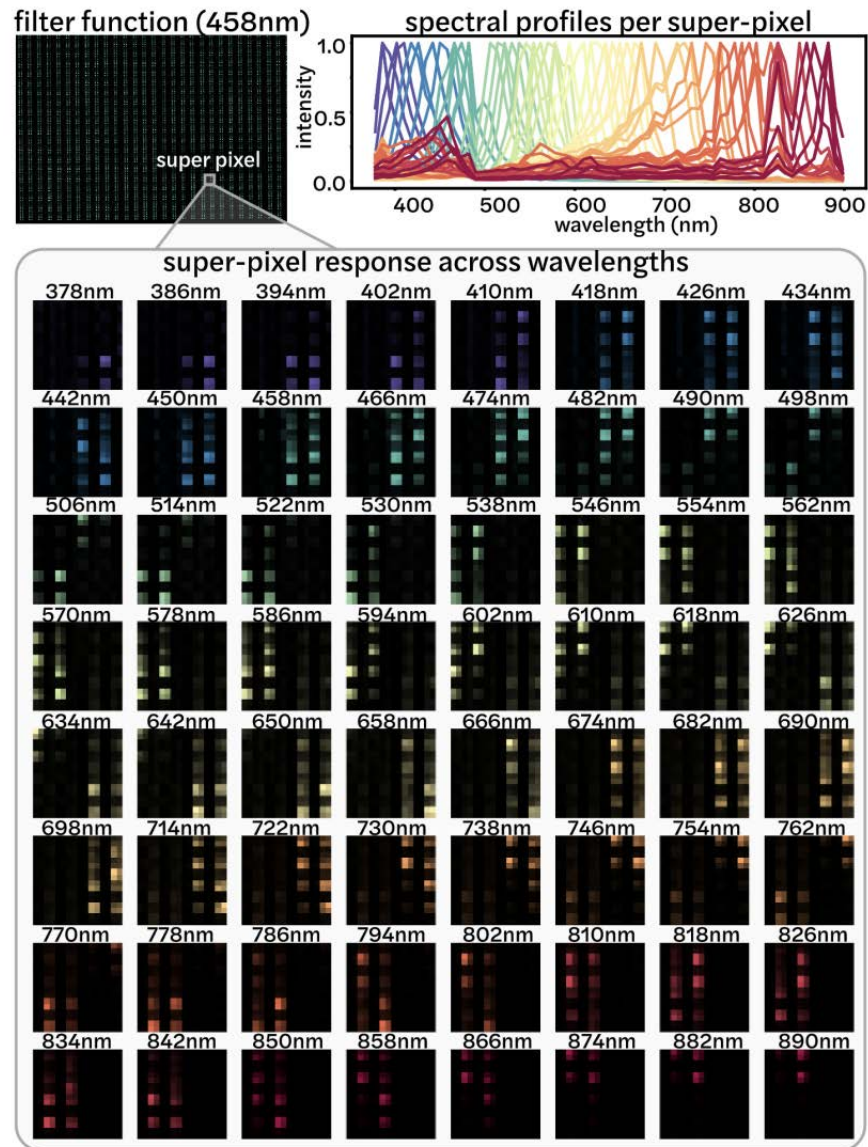 filter function (458nm)
spectral profiles per super-pixel
super pixel
intensity
1.0
0.5
0.0
400 500 600 700 800 900
wavelength (nm)
super-pixel response across wavelengths
378nm 386nm 394nm 402nm 410nm 418nm 426nm 434nm
442nm 450nm 458nm 466nm 474nm 482nm 490nm 498nm
506nm 514nm 522nm 530nm 538nm 546nm 554nm 562nm
570nm 578nm 586nm 594nm 602nm 610nm 618nm 626nm
634nm 642nm 650nm 658nm 666nm 674nm 682nm 690nm
698nm 714nm 722nm 730nm 738nm 746nm 754nm 762nm
770nm 778nm 786nm 794nm 802nm 810nm 818nm 826nm
834nm 842nm 850nm 858nm 866nm 874nm 882nm 890nm